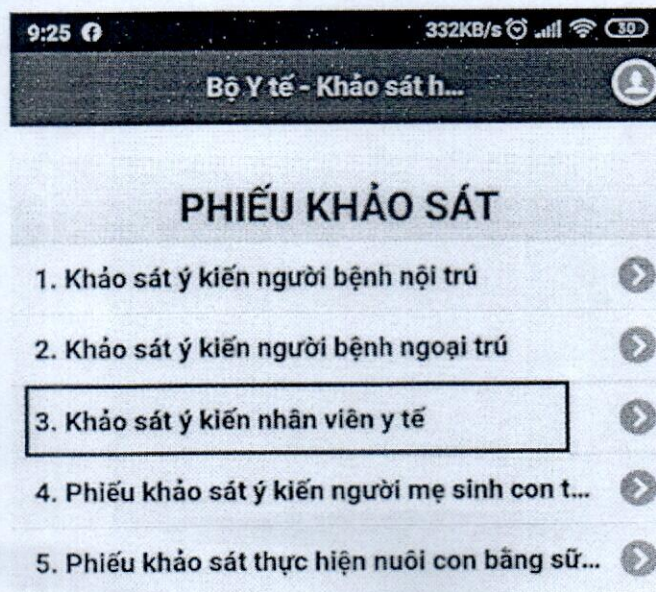 9:25 332KB/s 30
Bộ Y tế - Khảo sát h...
PHIẾU KHẢO SÁT
1. Khảo sát ý kiến người bệnh nội trú
2. Khảo sát ý kiến người bệnh ngoại trú
3. Khảo sát ý kiến nhân viên y tế
4. Phiếu khảo sát ý kiến người mẹ sinh con t...
5. Phiếu khảo sát thực hiện nuôi con bằng sữ...